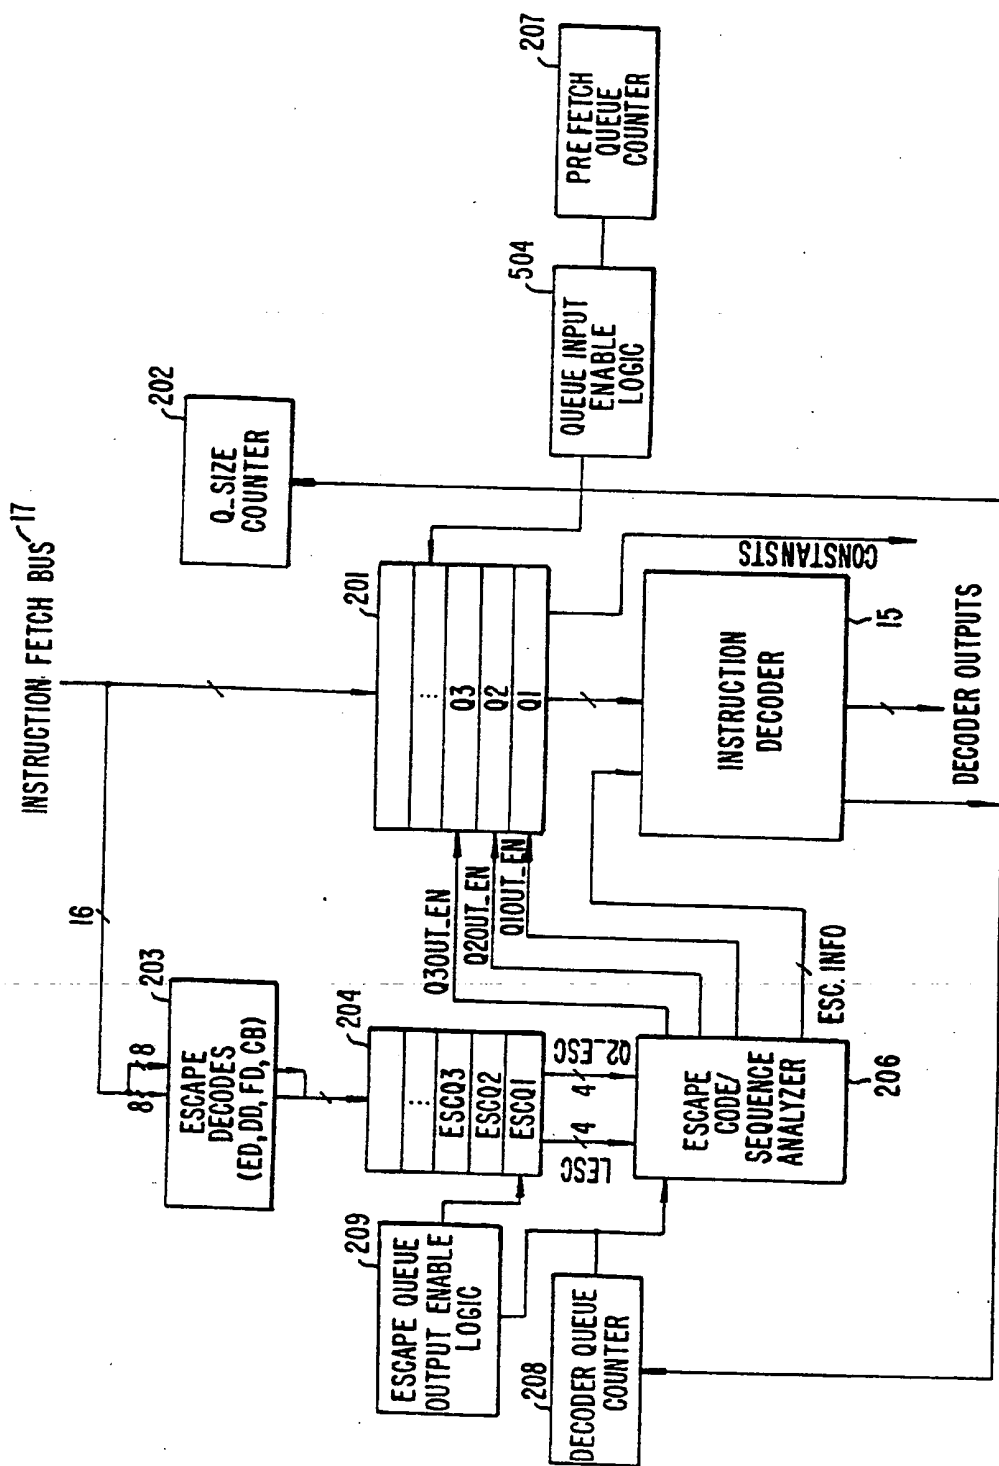 INSTRUCTION FETCH BUS
17
16
8
8
203
ESCAPE
DECODES
(ED, DD, FD, CB)
204
⋮
ESCQ3
ESCQ2
ESCQ1
209
ESCAPE QUEUE
OUTPUT ENABLE
LOGIC
LESC
4
4
Q2_ESC
208
DECODER QUEUE
COUNTER
ESCAPE
CODE/
SEQUENCE
ANALYZER
206
Q3OUT_EN
Q2OUT_EN
Q1OUT_EN
ESC. INFO
201
⋮
Q3
Q2
Q1
202
Q_SIZE
COUNTER
504
QUEUE INPUT
ENABLE
LOGIC
207
PREFETCH
QUEUE
COUNTER
CONSTANSTS
INSTRUCTION
DECODER
15
DECODER OUTPUTS